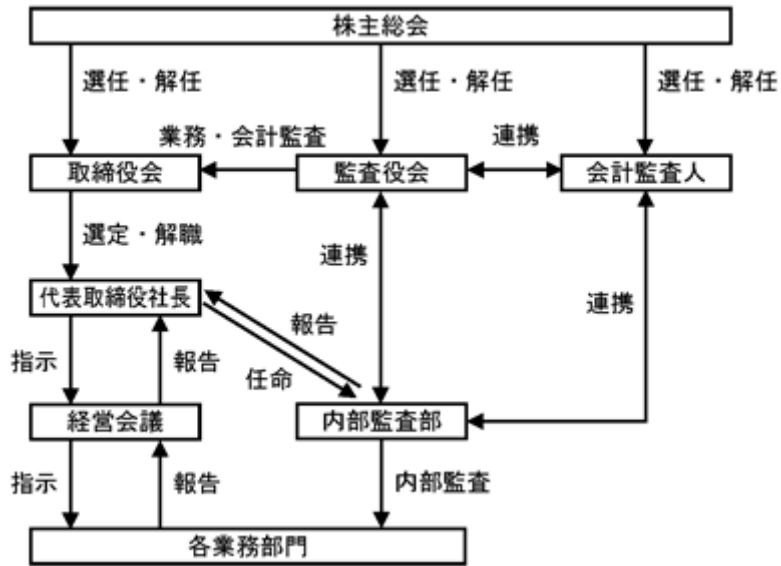 株主総会
選任・解任
選任・解任
選任・解任
業務・会計監査
連携
取締役会
監査役会
会計監査人
選定・解職
連携
代表取締役社長
連携
報告
指示
報告
任命
経営会議
内部監査部
指示
報告
内部監査
各業務部門